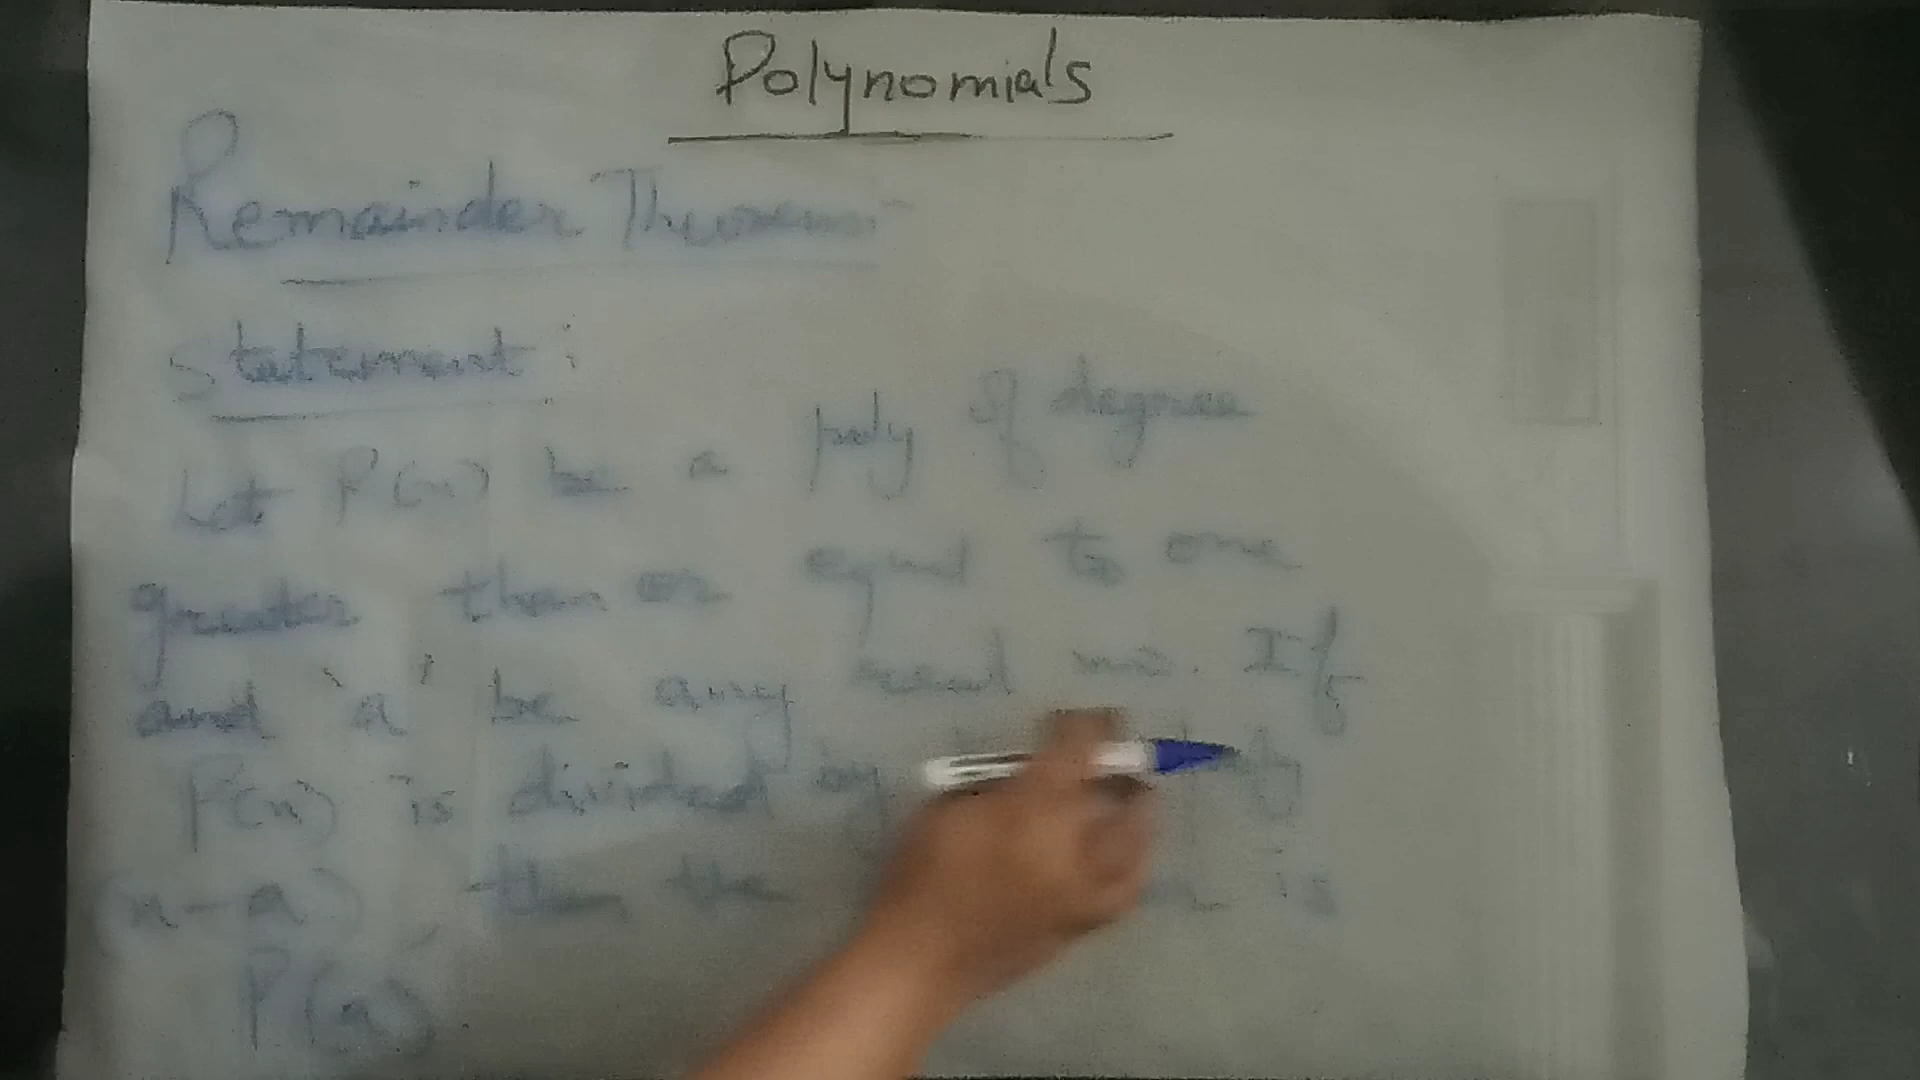 Polynomials
Remainder Theorem:-
Statement :
Let P(x) be a poly of degree
greater than or equal to one
and 'a' be any real no. If
P(x) is divided by
(x-a), then the is
P(a).